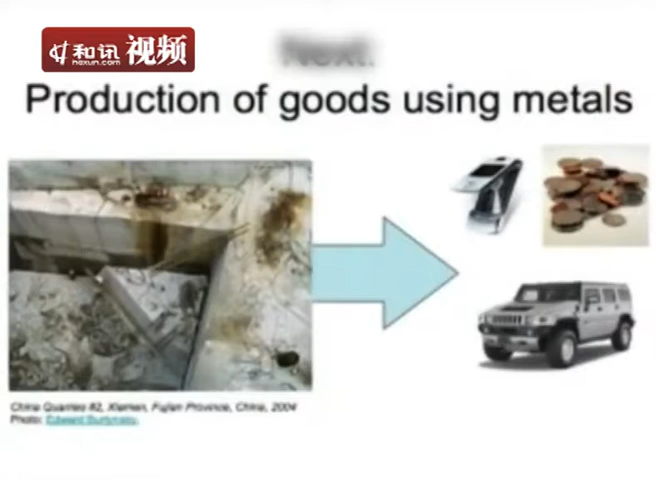 和讯 视频
hexun.com
Next:
Production of goods using metals
China Quarries #2, Xiamen, Fujian Province, China, 2004
Photo: Edward Burtynsky